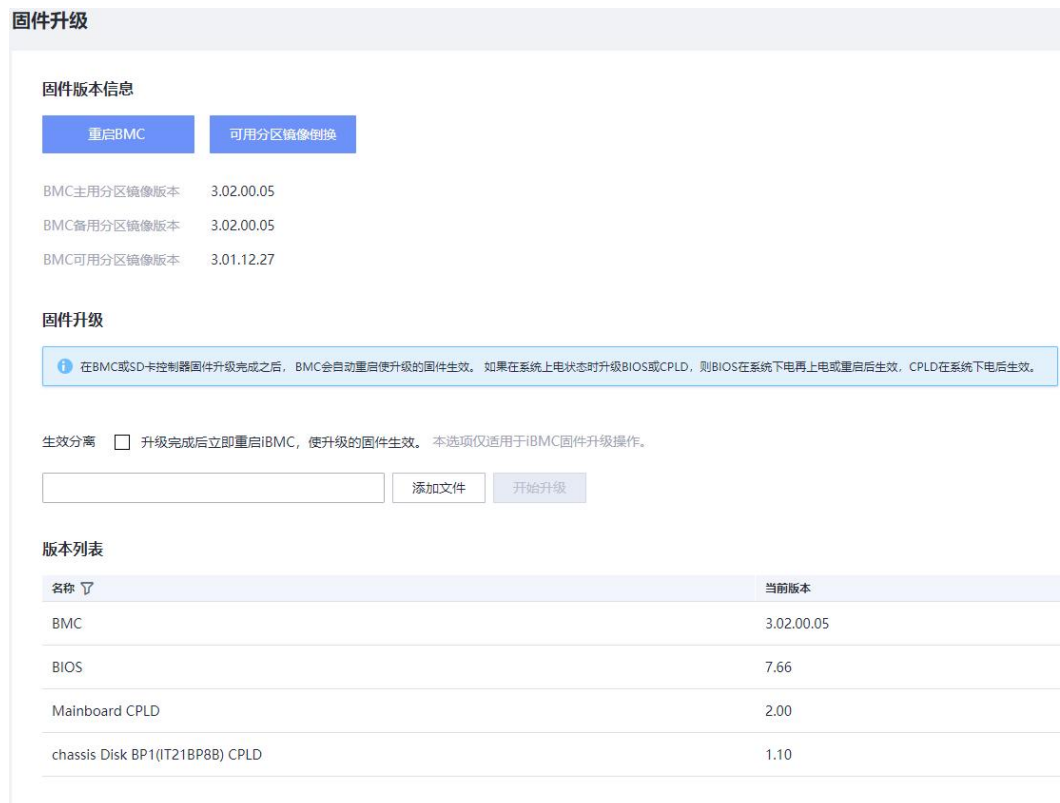 固件升级
固件版本信息
重启BMC 可用分区镜像倒换
BMC主用分区镜像版本 3.02.00.05
BMC备用分区镜像版本 3.02.00.05
BMC可用分区镜像版本 3.01.12.27
固件升级
在BMC或SD卡控制器固件升级完成之后，BMC会自动重启使升级的固件生效。 如果在系统上电状态时升级BIOS或CPLD，则BIOS在系统下电再上电或重启后生效，CPLD在系统下电后生效。
生效分离 升级完成后立即重启iBMC，使升级的固件生效。 本选项仅适用于iBMC固件升级操作。
添加文件 开始升级
版本列表
名称 当前版本
BMC 3.02.00.05
BIOS 7.66
Mainboard CPLD 2.00
chassis Disk BP1(IT21BP8B) CPLD 1.10